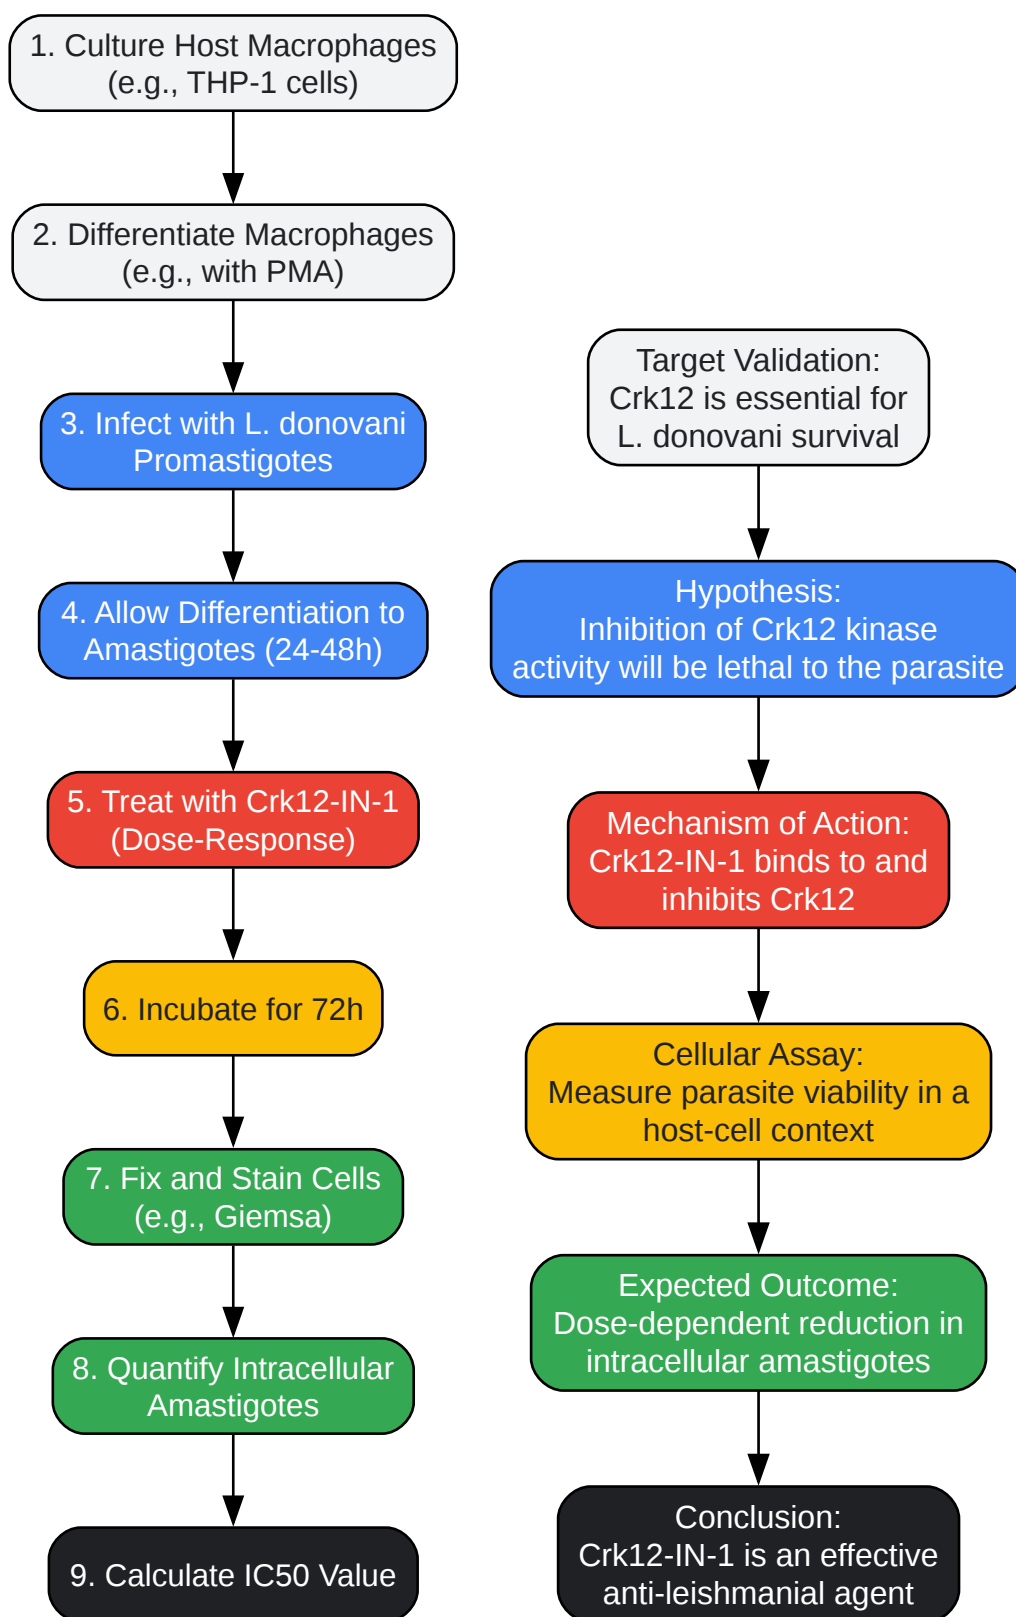 1. Culture Host Macrophages
(e.g., THP-1 cells)
2. Differentiate Macrophages
(e.g., with PMA)
3. Infect with L. donovani
Promastigotes
4. Allow Differentiation to
Amastigotes (24-48h)
5. Treat with Crk12-IN-1
(Dose-Response)
6. Incubate for 72h
7. Fix and Stain Cells
(e.g., Giemsa)
8. Quantify Intracellular
Amastigotes
9. Calculate IC50 Value
Target Validation:
Crk12 is essential for
L. donovani survival
Hypothesis:
Inhibition of Crk12 kinase
activity will be lethal to the parasite
Mechanism of Action:
Crk12-IN-1 binds to and
inhibits Crk12
Cellular Assay:
Measure parasite viability in a
host-cell context
Expected Outcome:
Dose-dependent reduction in
intracellular amastigotes
Conclusion:
Crk12-IN-1 is an effective
anti-leishmanial agent